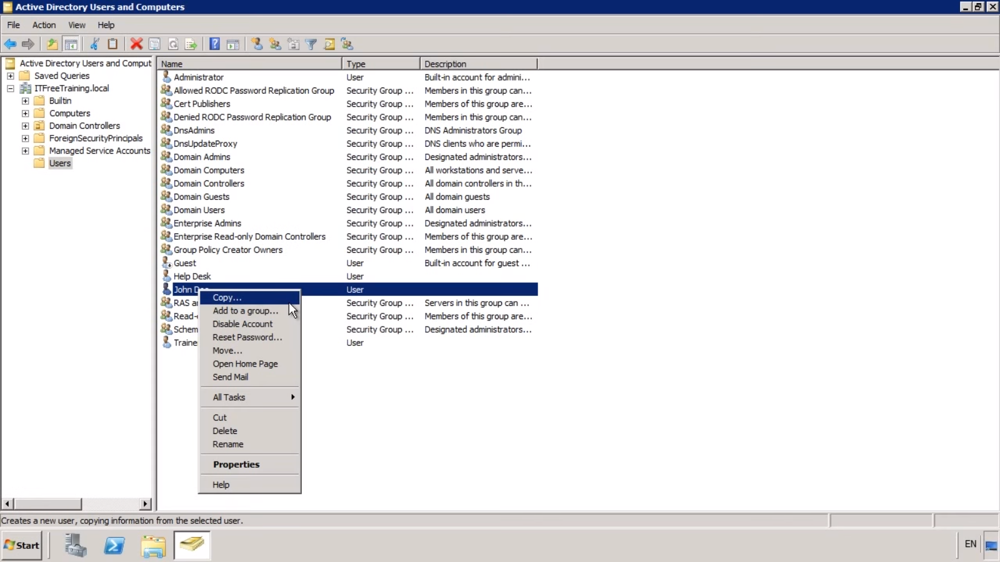 Active Directory Users and Computers
File Action View Help
Active Directory Users and Comput
Saved Queries
ITFreeTraining.local
Builtin
Computers
Domain Controllers
ForeignSecurityPrincipals
Managed Service Accounts
Users
Name Type Description
Administrator User Built-in account for admini...
Allowed RODC Password Replication Group Security Group ... Members in this group can...
Cert Publishers Security Group ... Members of this group are...
Denied RODC Password Replication Group Security Group ... Members in this group can...
DnsAdmins Security Group ... DNS Administrators Group
DnsUpdateProxy Security Group ... DNS clients who are permi...
Domain Admins Security Group ... Designated administrators...
Domain Computers Security Group ... All workstations and serve...
Domain Controllers Security Group ... All domain controllers in th...
Domain Guests Security Group ... All domain guests
Domain Users Security Group ... All domain users
Enterprise Admins Security Group ... Designated administrators...
Enterprise Read-only Domain Controllers Security Group ... Members of this group are...
Group Policy Creator Owners Security Group ... Members in this group can...
Guest User Built-in account for guest ...
Help Desk User
John User
RAS Security Group ... Servers in this group can ...
Read- Security Group ... Members of this group are...
Schem Security Group ... Designated administrators...
Traine User
Copy...
Add to a group...
Disable Account
Reset Password...
Move...
Open Home Page
Send Mail
All Tasks
Cut
Delete
Rename
Properties
Help
Creates a new user, copying information from the selected user.
Start EN